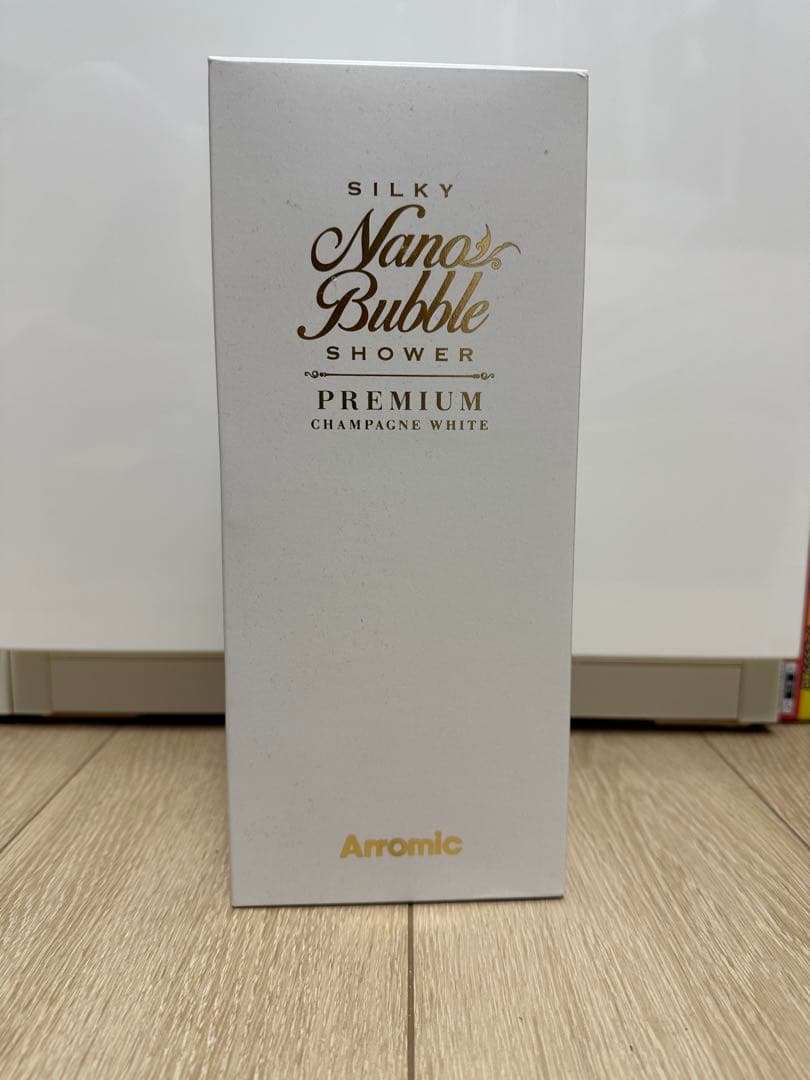 SILKY
Nano
Bubble
SHOWER
PREMIUM
CHAMPAGNE WHITE
Arromic